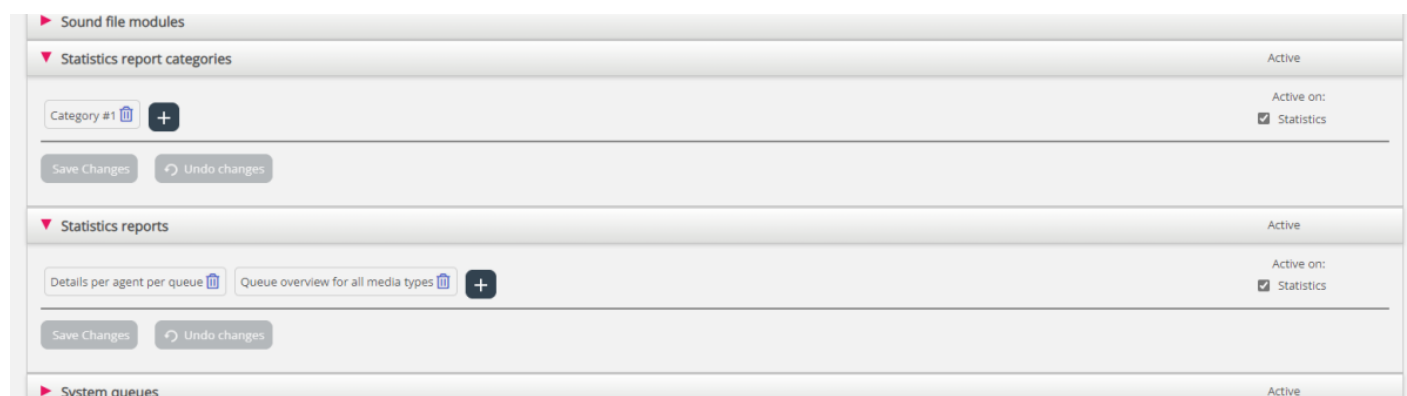 Sound file modules
Statistics report categories Active
Active on:
Category #1
Statistics
Save Changes Undo changes
Statistics reports Active
Active on:
Details per agent per queue Queue overview for all media types
Statistics
Save Changes Undo changes
System queues Active